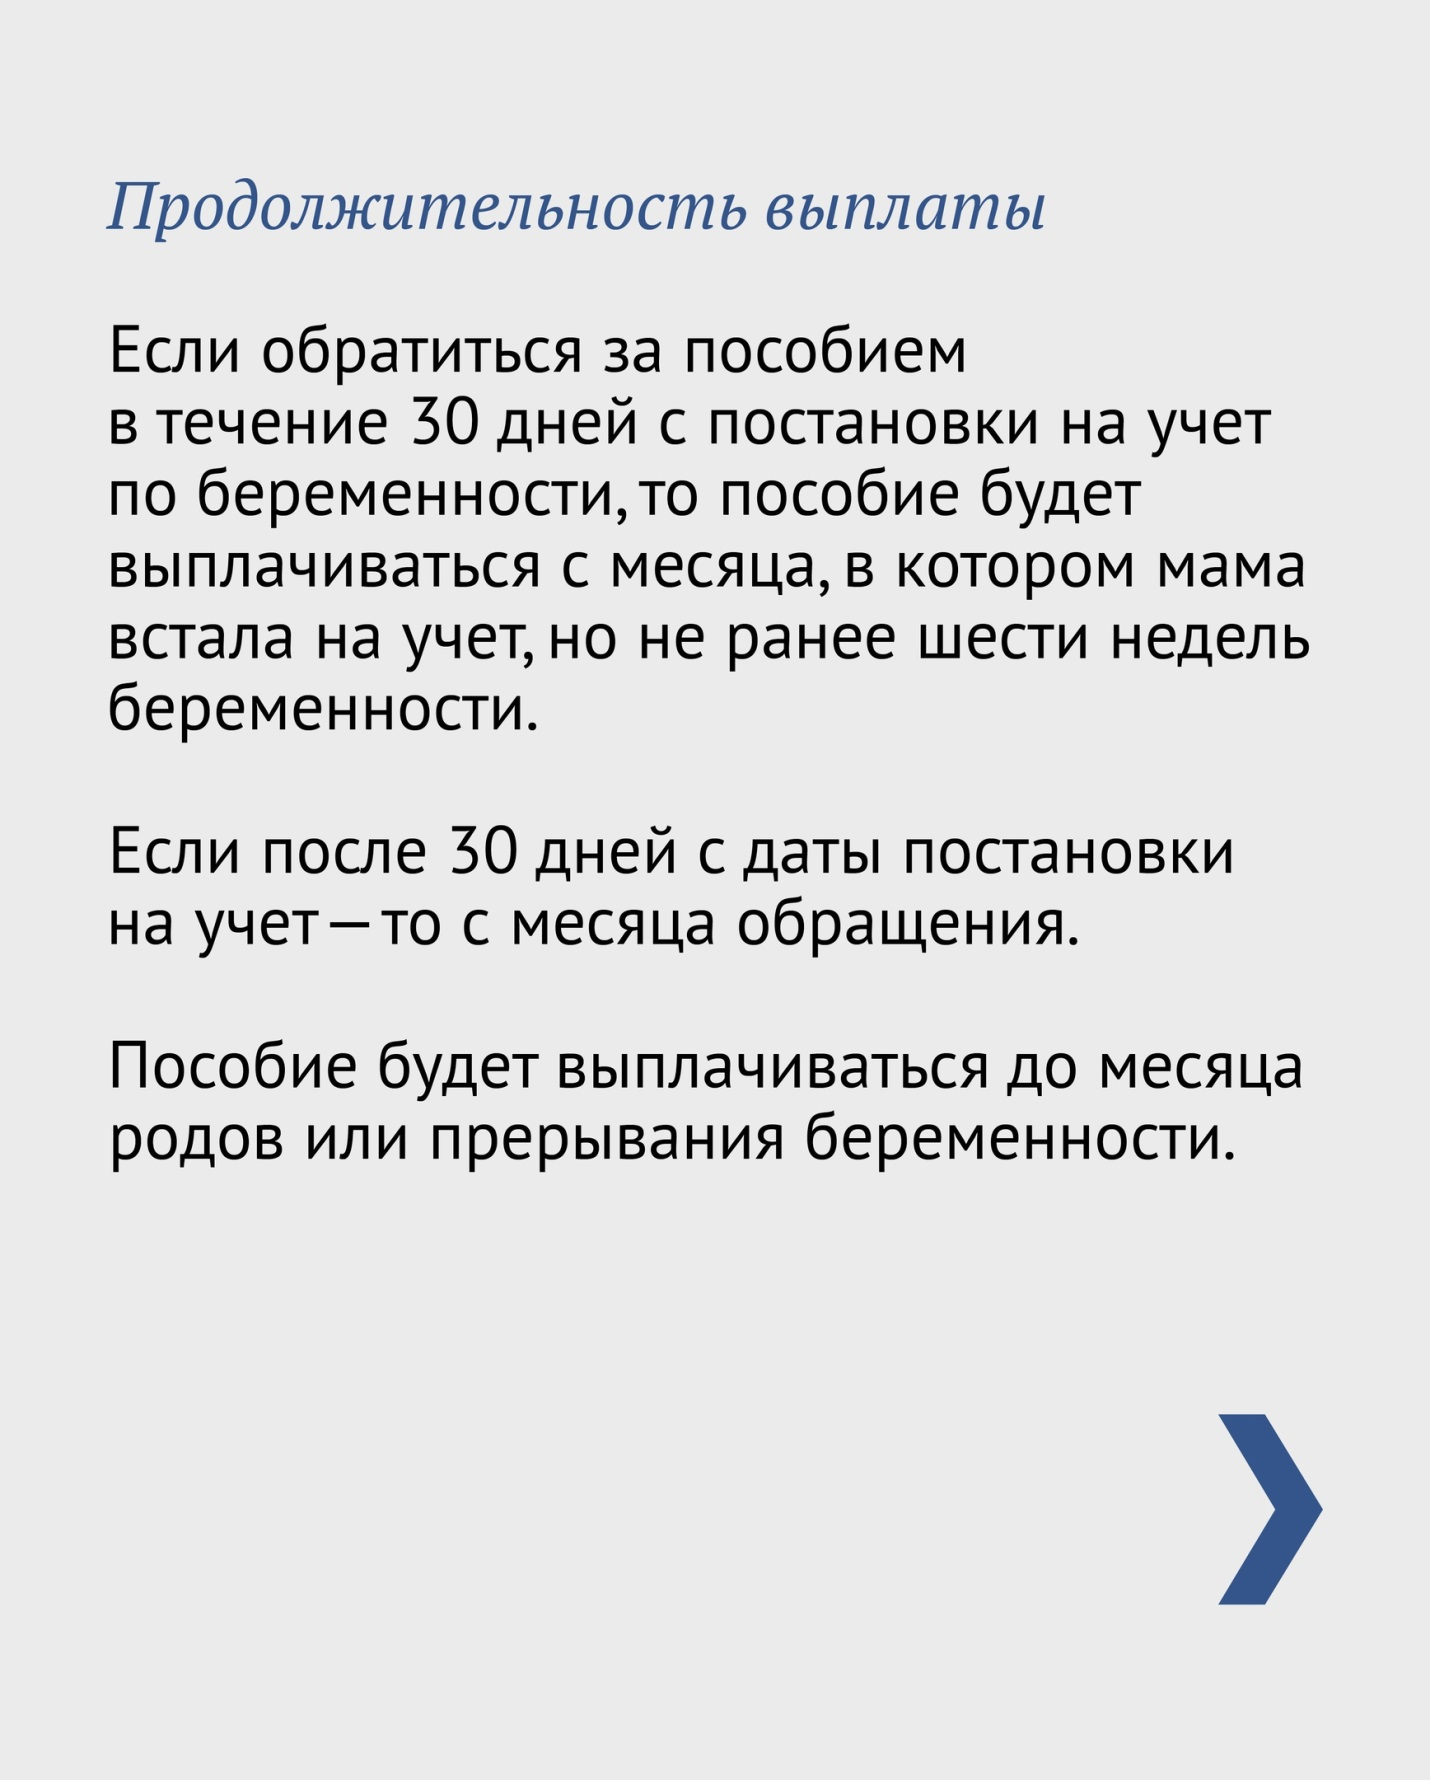 Продолжительность выплаты
Если обратиться за пособием
в течение 30 дней с постановки на учет
по беременности, то пособие будет
выплачиваться с месяца, в котором мама
встала на учет, но не ранее шести недель
беременности.
Если после 30 дней с даты постановки
на учет — то с месяца обращения.
Пособие будет выплачиваться до месяца
родов или прерывания беременности.